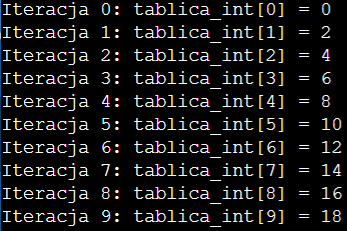 Iteracja 0: tablica_int[0] = 0
Iteracja 1: tablica_int[1] = 2
Iteracja 2: tablica_int[2] = 4
Iteracja 3: tablica_int[3] = 6
Iteracja 4: tablica_int[4] = 8
Iteracja 5: tablica_int[5] = 10
Iteracja 6: tablica_int[6] = 12
Iteracja 7: tablica_int[7] = 14
Iteracja 8: tablica_int[8] = 16
Iteracja 9: tablica_int[9] = 18